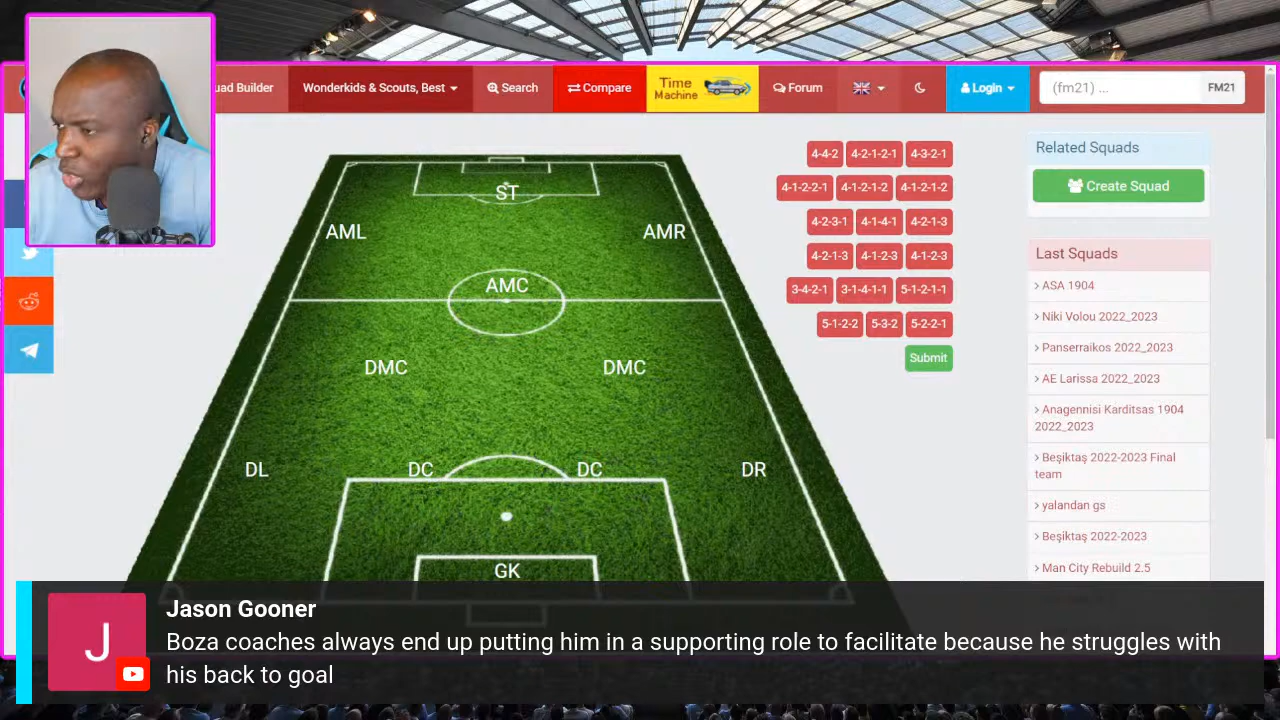 uad Builder
Wonderkids & Scouts, Best
Search
Compare
Time
Machine
Forum
Login
(fm21) ...
FM21
ST
AML
AMR
AMC
DMC
DMC
DL
DC
DC
DR
GK
4-4-2
4-2-1-2-1
4-3-2-1
4-1-2-2-1
4-1-2-1-2
4-1-2-1-2
4-2-3-1
4-1-4-1
4-2-1-3
4-2-1-3
4-1-2-3
4-1-2-3
3-4-2-1
3-1-4-1-1
5-1-2-1-1
5-1-2-2
5-3-2
5-2-2-1
Submit
Related Squads
Create Squad
Last Squads
ASA 1904
Niki Volou 2022_2023
Panserraikos 2022_2023
AE Larissa 2022_2023
Anagennisi Karditsas 1904
2022_2023
Beşiktaş 2022-2023 Final
team
yalandan gs
Beşiktaş 2022-2023
Man City Rebuild 2.5
J
Jason Gooner
Boza coaches always end up putting him in a supporting role to facilitate because he struggles with
his back to goal